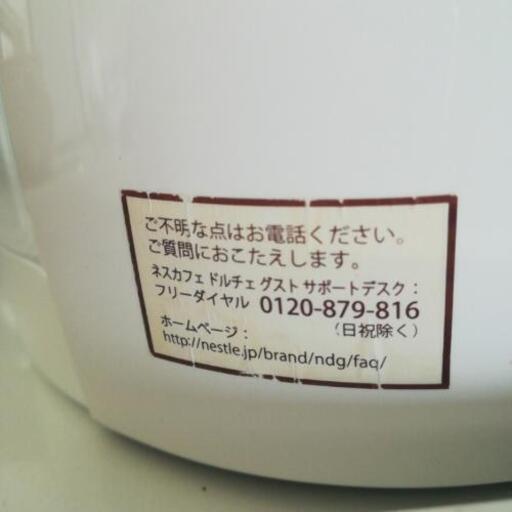 ご不明な点はお電話ください。
ご質問におこたえします。
ネスカフェ ドルチェ グスト サポートデスク：
フリーダイヤル 0120-879-816
（日祝除く）
ホームページ：
http://nestle.jp/brand/ndg/faq/